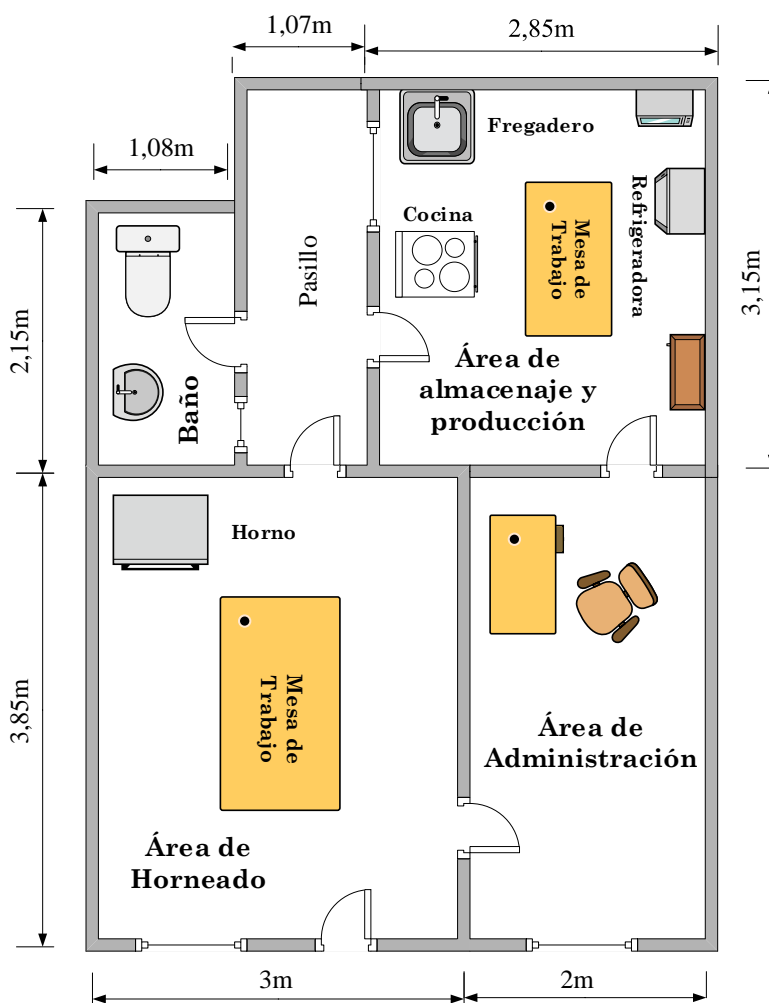 1,07m
2,85m
1,08m
Fregadero
Cocina
Refrigeradora
Mesa de
Trabajo
Pasillo
3,15m
2,15m
Baño
Área de
almacenaje y
producción
Horno
Mesa de
Trabajo
3,85m
Área de
Administración
Área de
Horneado
3m
2m